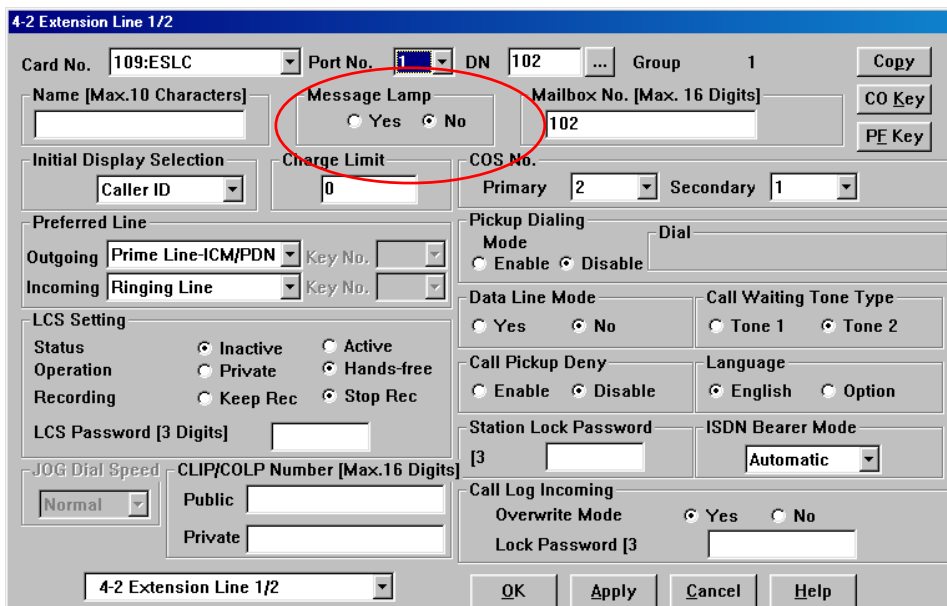 4-2 Extension Line 1/2
Card No. 109:ESLC Port No. 1 DN 102 ... Group 1 Copy
Name [Max.10 Characters] Message Lamp Mailbox No. [Max. 16 Digits] CO Key
Yes No 102
PF Key
Initial Display Selection Charge Limit COS No.
Caller ID 0 Primary 2 Secondary 1
Preferred Line Pickup Dialing
Mode Dial
Outgoing Prime Line-ICM/PDN Key No. Enable Disable
Incoming Ringing Line Key No.
Data Line Mode Call Waiting Tone Type
LCS Setting Yes No Tone 1 Tone 2
Status Inactive Active
Operation Private Hands-free Call Pickup Deny Language
Recording Keep Rec Stop Rec Enable Disable English Option
LCS Password [3 Digits] Station Lock Password ISDN Bearer Mode
[3 Automatic
JOG Dial Speed CLIP/COLP Number [Max.16 Digits]
Normal Public Call Log Incoming
Overwrite Mode Yes No
Private Lock Password [3
4-2 Extension Line 1/2 OK Apply Cancel Help